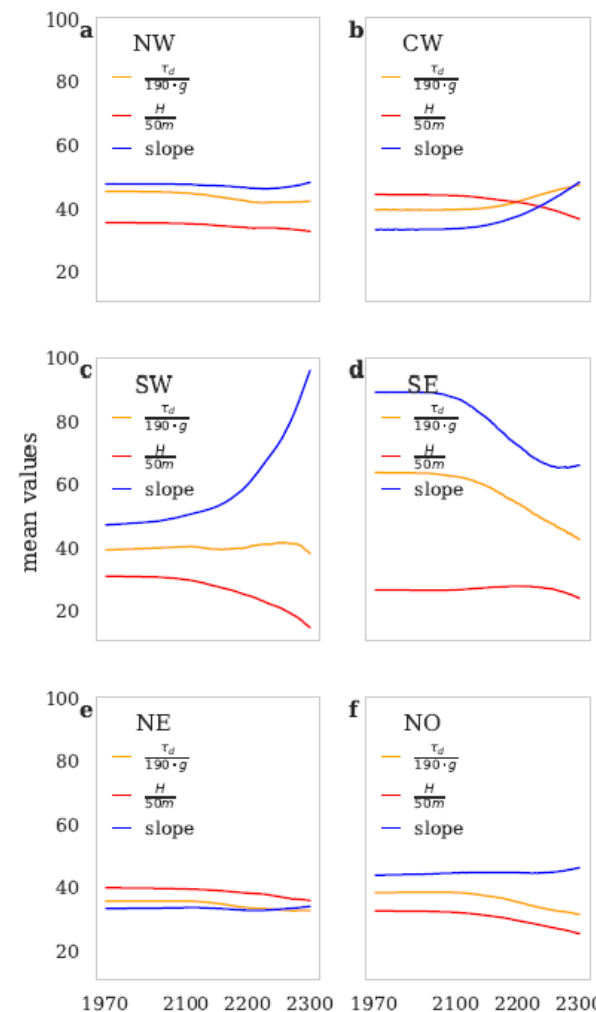 a NW
τd
190·g
H
50m
slope
100
80
60
40
20
b CW
τd
190·g
H
50m
slope
c SW
τd
190·g
H
50m
slope
100
80
60
40
20
d SE
τd
190·g
H
50m
slope
mean values
e NE
τd
190·g
H
50m
slope
100
80
60
40
20
f NO
τd
190·g
H
50m
slope
1970 2100 2200 2300
1970 2100 2200 2300